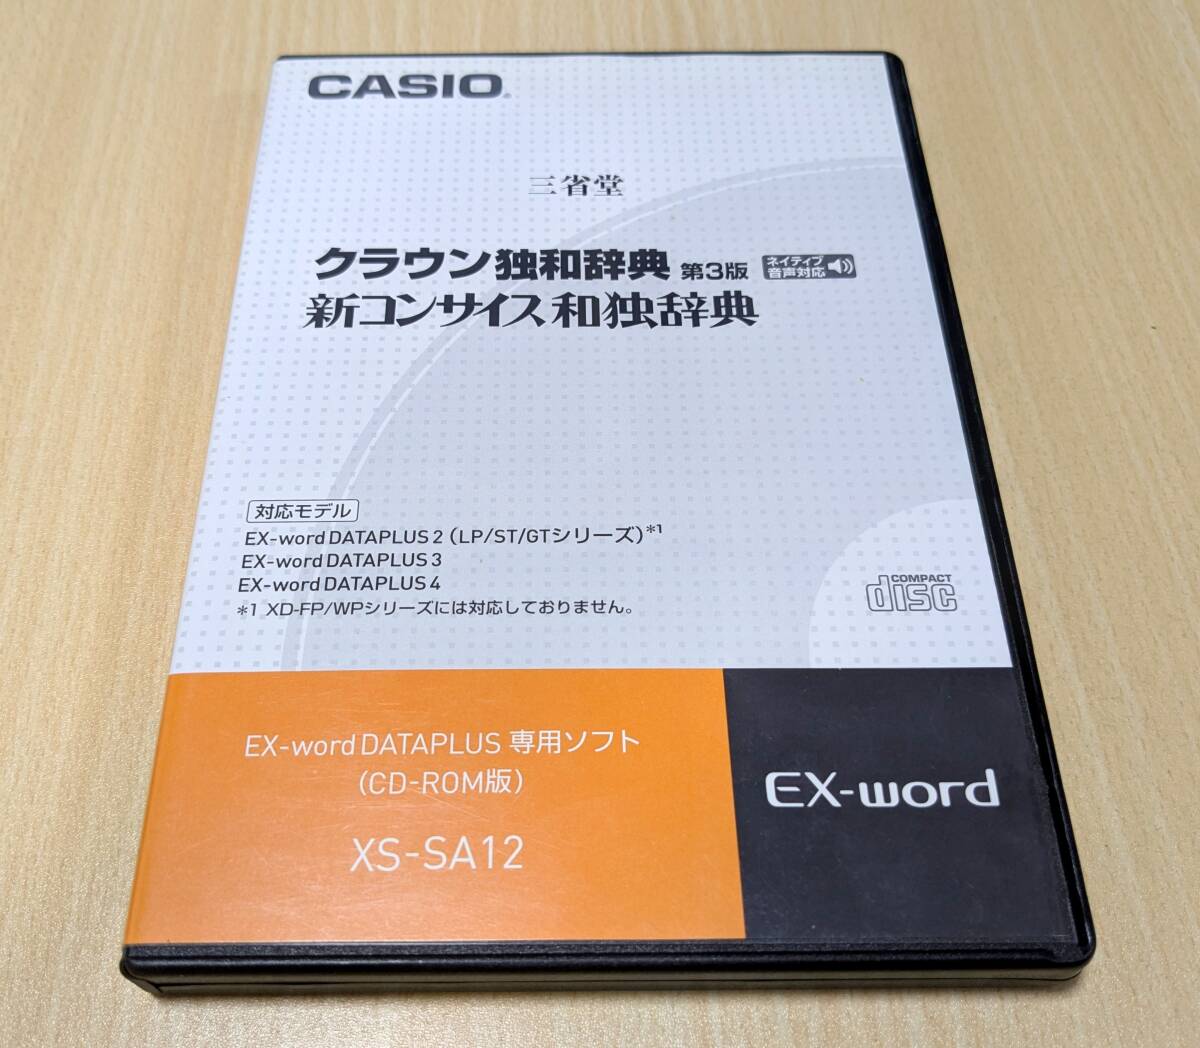 CASIO
三省堂
クラウン独和辞典 第3版 ネイティブ音声対応
新コンサイス和独辞典
対応モデル
EX-word DATAPLUS 2（LP/ST/GTシリーズ）*1
EX-word DATAPLUS 3
EX-word DATAPLUS 4
*1 XD-FP/WPシリーズには対応しておりません。
COMPACT
disc
EX-word DATAPLUS 専用ソフト
（CD-ROM版）
XS-SA12
EX-word